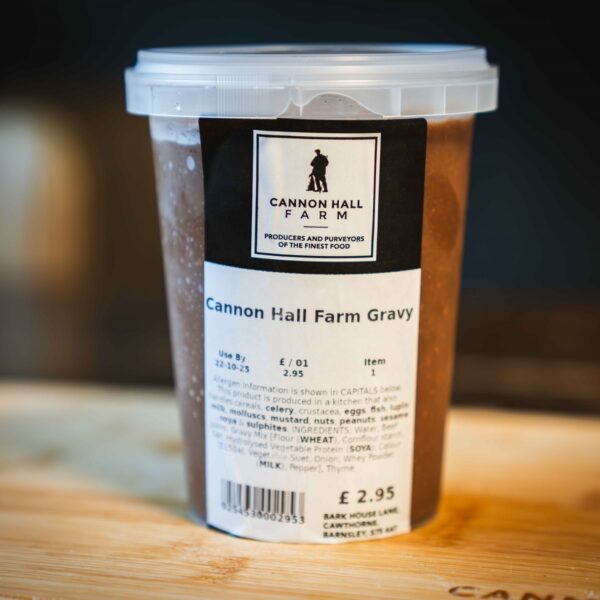 CANNON HALL
FARM
PRODUCERS AND PURVEYORS
OF THE FINEST FOOD
Cannon Hall Farm Gravy
Use By £ / 01 Item
22-10-25 2.95 1
Allergen information is shown in CAPITALS below.
This product is produced in a kitchen that also
handles cereals, celery, crustacea, eggs, fish, lupin
milk, molluscs, mustard, nuts, peanuts, sesame
soya & sulphites. INGREDIENTS: Water, Beef
Gravy Mix [Flour (WHEAT), Cornflour starch,
Hydrolysed Vegetable Protein (SOYA), Colour
Vegetable Suet, Onion, Whey Powder
(MILK), Pepper], Thyme
£ 2.95
0254530002953
BARK HOUSE LANE,
CAWTHORNE,
BARNSLEY, S75 4AT